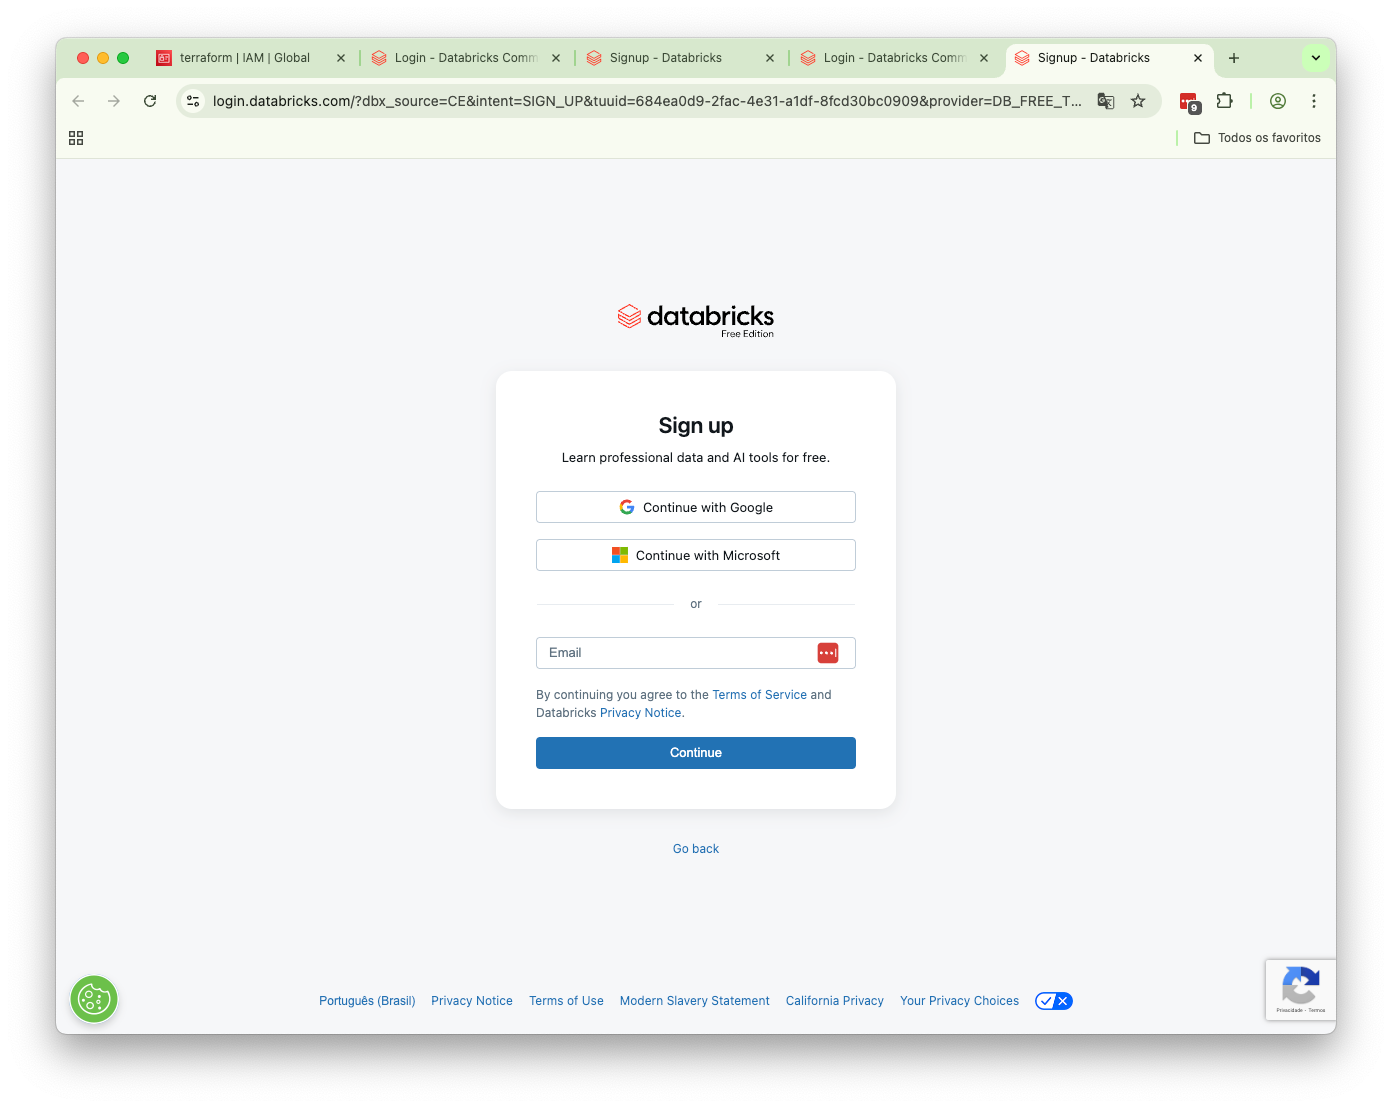 terraform | IAM | Global
Login - Databricks Comm
Signup - Databricks
Login - Databricks Comm
Signup - Databricks
login.databricks.com/?dbx_source=CE&intent=SIGN_UP&tuuid=684ea0d9-2fac-4e31-a1df-8fcd30bc0909&provider=DB_FREE_T...
9
Todos os favoritos
databricks
Free Edition
Sign up
Learn professional data and AI tools for free.
Continue with Google
Continue with Microsoft
or
Email
By continuing you agree to the Terms of Service and
Databricks Privacy Notice.
Continue
Go back
Português (Brasil) Privacy Notice Terms of Use Modern Slavery Statement California Privacy Your Privacy Choices
Privacidade - Termos